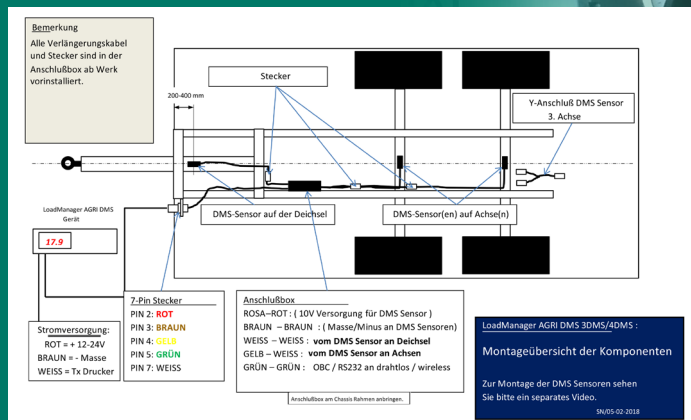 Bemerkung
Alle Verlängerungskabel
und Stecker sind in der
Anschlußbox ab Werk
vorinstalliert.
Stecker
200-400 mm
Y-Anschluß DMS Sensor
3. Achse
DMS-Sensor auf der Deichsel
DMS-Sensor(en) auf Achse(n)
LoadManager AGRI DMS
Gerät
17.9
Stromversorgung:
ROT = + 12-24V
BRAUN = - Masse
WEISS = Tx Drucker
7-Pin Stecker
PIN 2: ROT
PIN 3: BRAUN
PIN 4: GELB
PIN 5: GRÜN
PIN 7: WEISS
Anschlußbox
ROSA–ROT : ( 10V Versorgung für DMS Sensor )
BRAUN – BRAUN : ( Masse/Minus an DMS Sensoren)
WEISS – WEISS : vom DMS Sensor an Deichsel
GELB – WEISS : vom DMS Sensor an Achsen
GRÜN – GRÜN : OBC / RS232 an drahtlos / wireless
Anschlußbox am Chassis Rahmen anbringen.
LoadManager AGRI DMS 3DMS/4DMS :
Montageübersicht der Komponenten
Zur Montage der DMS Sensoren sehen
Sie bitte ein separates Video.
SN/05-02-2018